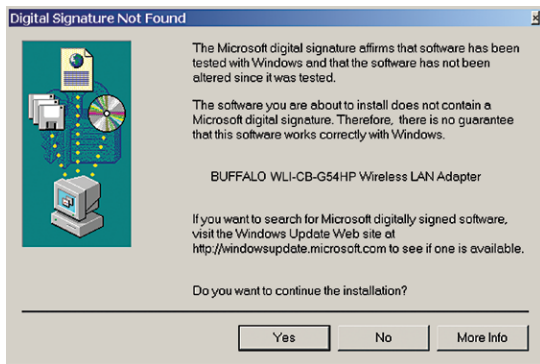 Digital Signature Not Found
The Microsoft digital signature affirms that software has been
tested with Windows and that the software has not been
altered since it was tested.
The software you are about to install does not contain a
Microsoft digital signature. Therefore, there is no guarantee
that this software works correctly with Windows.
BUFFALO WLI-CB-G54HP Wireless LAN Adapter
If you want to search for Microsoft digitally signed software,
visit the Windows Update Web site at
http://windowsupdate.microsoft.com to see if one is available.
Do you want to continue the installation?
Yes No More Info